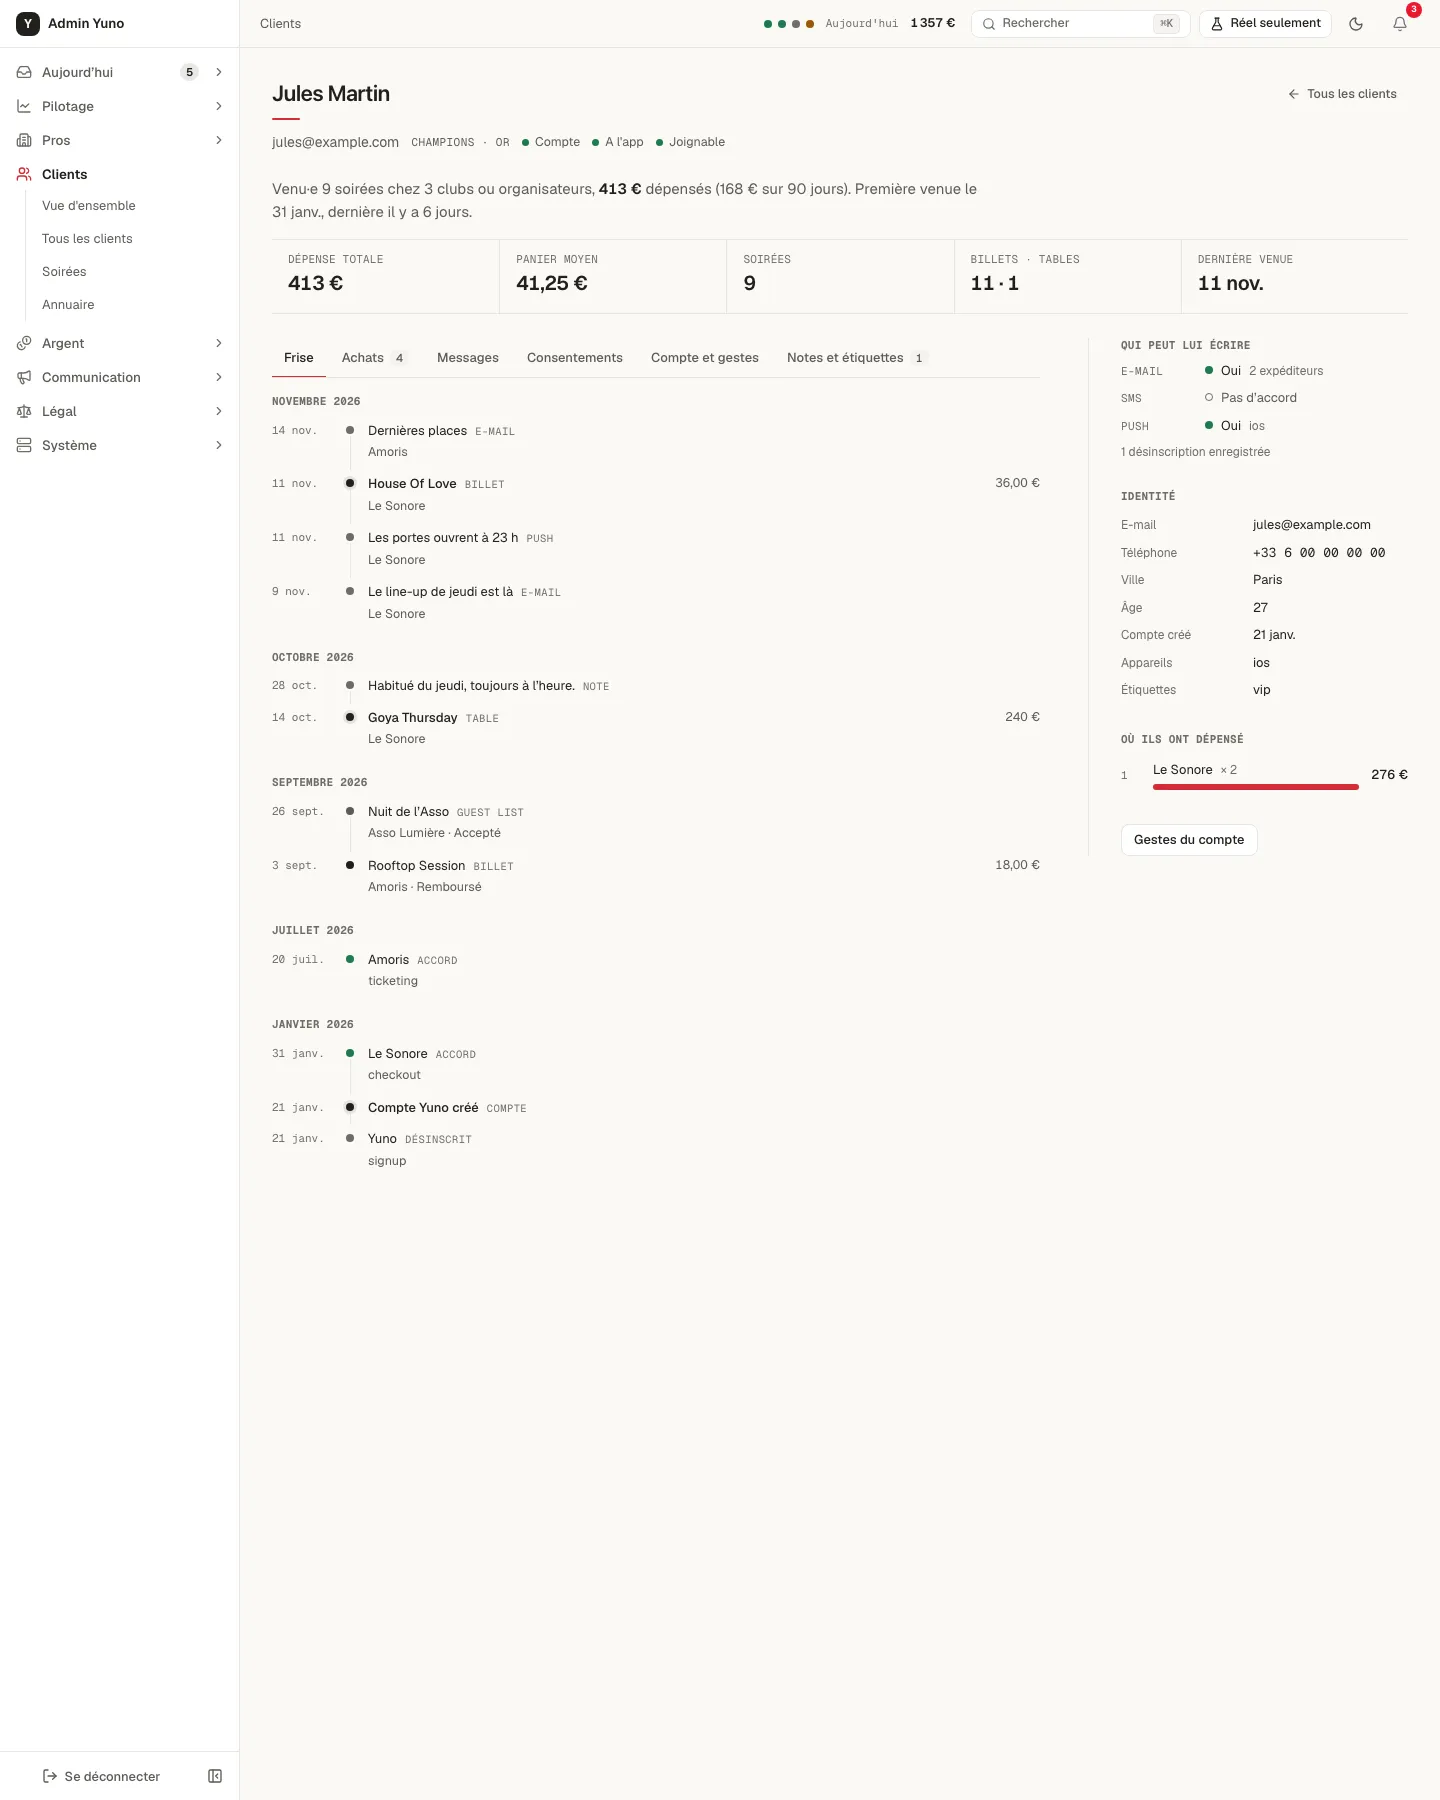 Y Admin Yuno
Aujourd'hui 5
Pilotage
Pros
Clients
Vue d'ensemble
Tous les clients
Soirées
Annuaire
Argent
Communication
Légal
Système
Se déconnecter
Clients
Aujourd'hui 1 357 €
Rechercher ⌘K
Réel seulement
3
Jules Martin
Tous les clients
jules@example.com CHAMPIONS · OR Compte A l'app Joignable
Venu·e 9 soirées chez 3 clubs ou organisateurs, 413 € dépensés (168 € sur 90 jours). Première venue le
31 janv., dernière il y a 6 jours.
DÉPENSE TOTALE
413 €
PANIER MOYEN
41,25 €
SOIRÉES
9
BILLETS · TABLES
11 · 1
DERNIÈRE VENUE
11 nov.
Frise Achats 4 Messages Consentements Compte et gestes Notes et étiquettes 1
NOVEMBRE 2026
14 nov. Dernières places E-MAIL
Amoris
11 nov. House Of Love BILLET 36,00 €
Le Sonore
11 nov. Les portes ouvrent à 23 h PUSH
Le Sonore
9 nov. Le line-up de jeudi est là E-MAIL
Le Sonore
OCTOBRE 2026
28 oct. Habitué du jeudi, toujours à l'heure. NOTE
14 oct. Goya Thursday TABLE 240 €
Le Sonore
SEPTEMBRE 2026
26 sept. Nuit de l'Asso GUEST LIST
Asso Lumière · Accepté
3 sept. Rooftop Session BILLET 18,00 €
Amoris · Remboursé
JUILLET 2026
20 juil. Amoris ACCORD
ticketing
JANVIER 2026
31 janv. Le Sonore ACCORD
checkout
21 janv. Compte Yuno créé COMPTE
21 janv. Yuno DÉSINSCRIT
signup
QUI PEUT LUI ÉCRIRE
E-MAIL Oui 2 expéditeurs
SMS Pas d'accord
PUSH Oui ios
1 désinscription enregistrée
IDENTITÉ
E-mail jules@example.com
Téléphone +33 6 00 00 00 00
Ville Paris
Âge 27
Compte créé 21 janv.
Appareils ios
Étiquettes vip
OÙ ILS ONT DÉPENSÉ
1 Le Sonore × 2 276 €
Gestes du compte